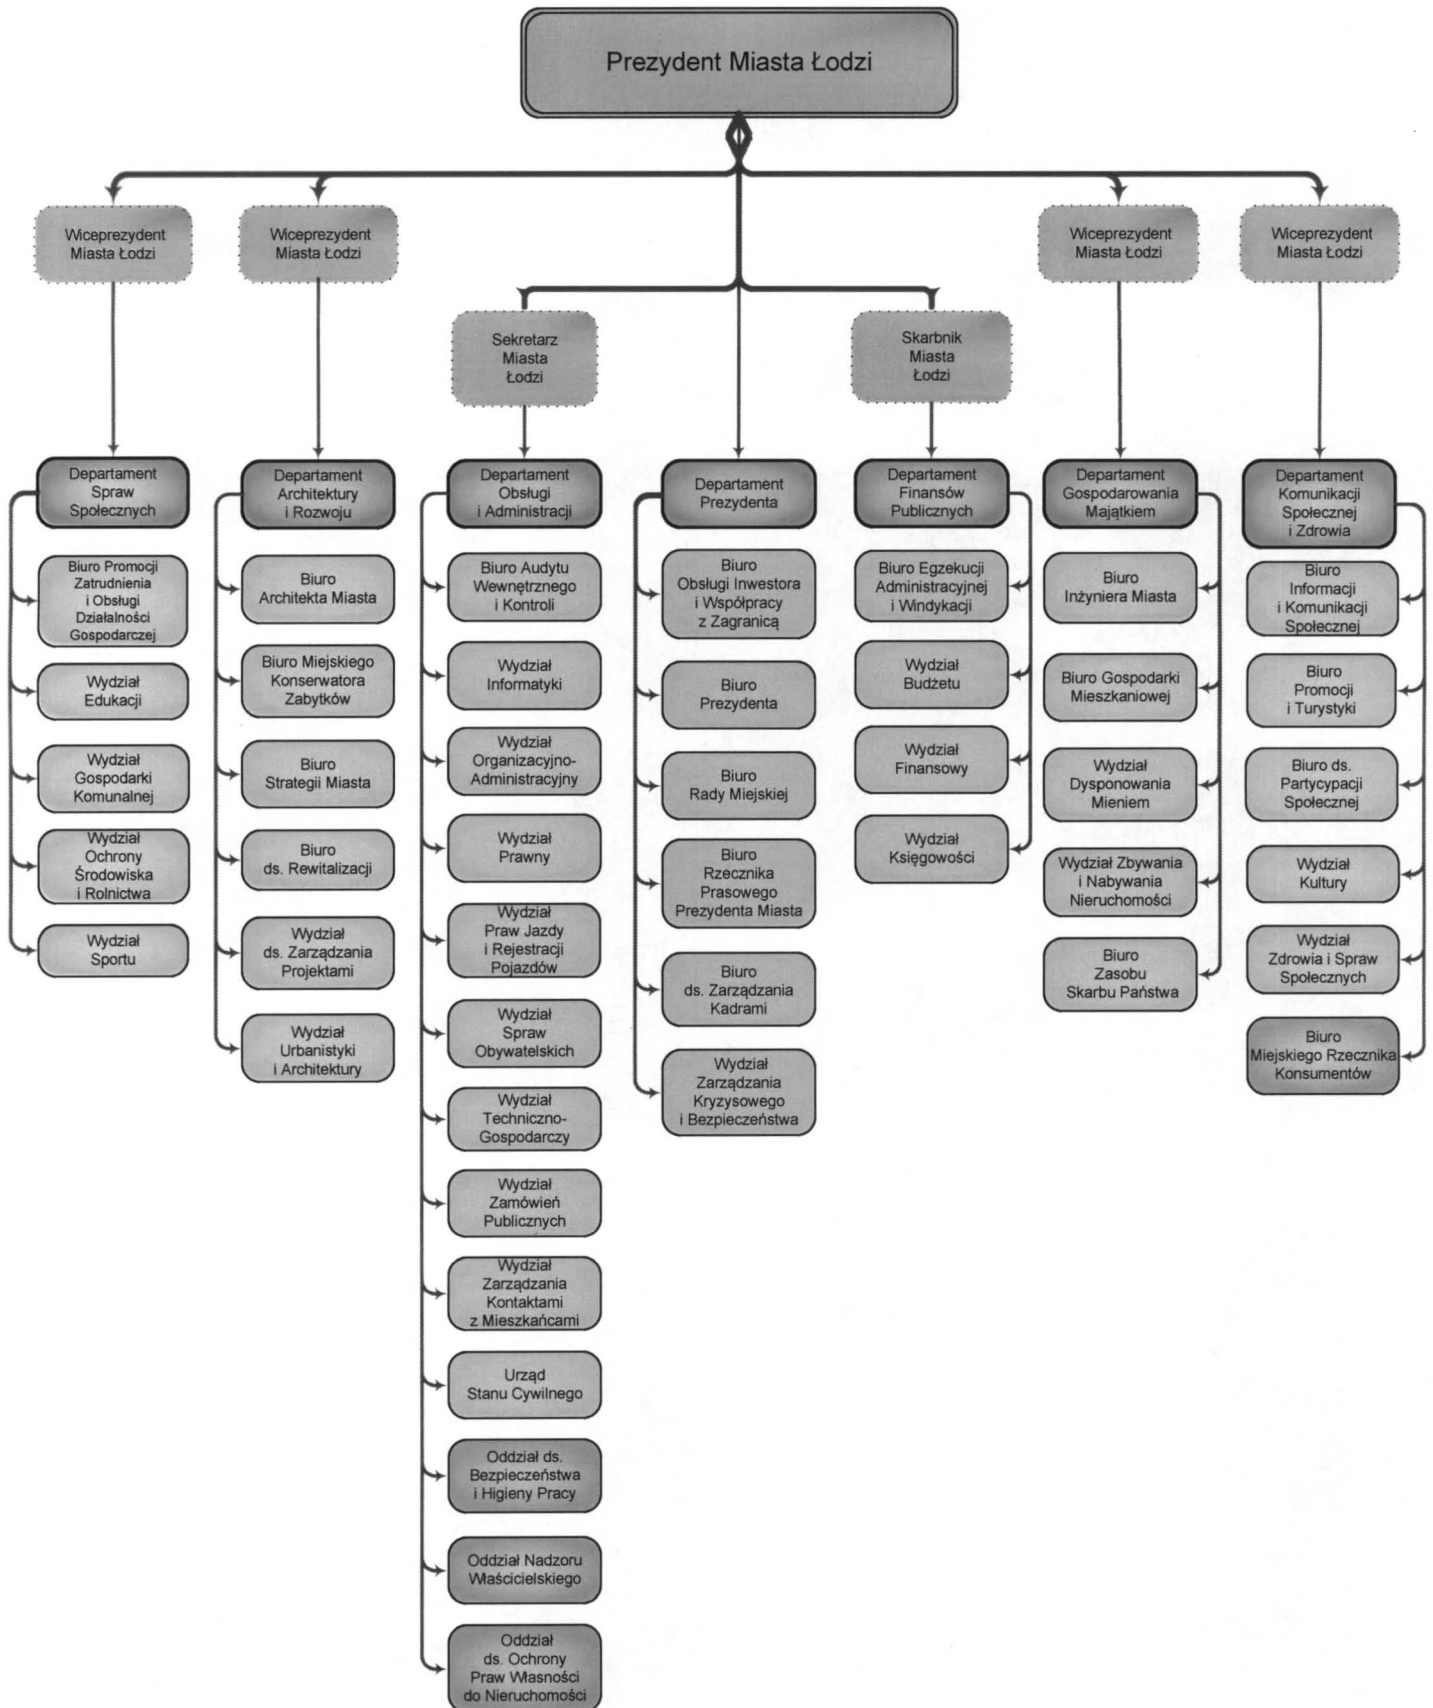 Prezydent Miasta Łodzi
Wiceprezydent
Miasta Łodzi
Wiceprezydent
Miasta Łodzi
Wiceprezydent
Miasta Łodzi
Wiceprezydent
Miasta Łodzi
Sekretarz
Miasta
Łodzi
Skarbnik
Miasta
Łodzi
Departament
Spraw
Społecznych
Biuro Promocji
Zatrudnienia
i Obsługi
Działalności
Gospodarczej
Wydział
Edukacji
Wydział
Gospodarki
Komunalnej
Wydział
Ochrony
Środowiska
i Rolnictwa
Wydział
Sportu
Departament
Architektury
i Rozwoju
Biuro
Architekta Miasta
Biuro Miejskiego
Konserwatora
Zabytków
Biuro
Strategii Miasta
Biuro
ds. Rewitalizacji
Wydział
ds. Zarządzania
Projektami
Wydział
Urbanistyki
i Architektury
Departament
Obsługi
i Administracji
Biuro Audytu
Wewnętrznego
i Kontroli
Wydział
Informatyki
Wydział
Organizacyjno-
Administracyjny
Wydział
Prawny
Wydział
Praw Jazdy
i Rejestracji
Pojazdów
Wydział
Spraw
Obywatelskich
Wydział
Techniczno-
Gospodarczy
Wydział
Zamówień
Publicznych
Wydział
Zarządzania
Kontaktami
z Mieszkańcami
Urząd
Stanu Cywilnego
Oddział ds.
Bezpieczeństwa
i Higieny Pracy
Oddział Nadzoru
Właścicielskiego
Oddział
ds. Ochrony
Praw Własności
do Nieruchomości
Departament
Prezydenta
Biuro
Obsługi Inwestora
i Współpracy
z Zagranicą
Biuro
Prezydenta
Biuro
Rady Miejskiej
Biuro
Rzecznika
Prasowego
Prezydenta Miasta
Biuro
ds. Zarządzania
Kadrami
Wydział
Zarządzania
Kryzysowego
i Bezpieczeństwa
Departament
Finansów
Publicznych
Biuro Egzekucji
Administracyjnej
i Windykacji
Wydział
Budżetu
Wydział
Finansowy
Wydział
Księgowości
Departament
Gospodarowania
Majątkiem
Biuro
Inżyniera Miasta
Biuro Gospodarki
Mieszkaniowej
Wydział
Dysponowania
Mieniem
Wydział Zbywania
i Nabywania
Nieruchomości
Biuro
Zasobu
Skarbu Państwa
Departament
Komunikacji
Społecznej
i Zdrowia
Biuro
Informacji
i Komunikacji
Społecznej
Biuro
Promocji
i Turystyki
Biuro ds.
Partycypacji
Społecznej
Wydział
Kultury
Wydział
Zdrowia i Spraw
Społecznych
Biuro
Miejskiego Rzecznika
Konsumentów